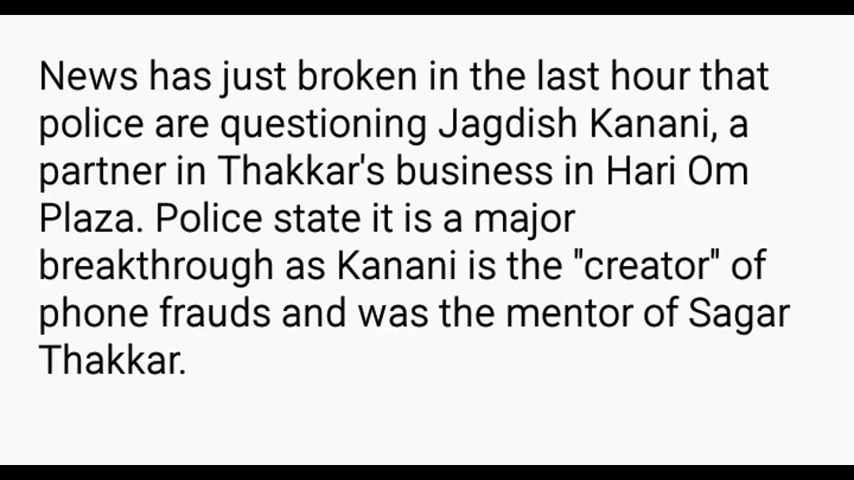 News has just broken in the last hour that
police are questioning Jagdish Kanani, a
partner in Thakkar's business in Hari Om
Plaza. Police state it is a major
breakthrough as Kanani is the "creator" of
phone frauds and was the mentor of Sagar
Thakkar.